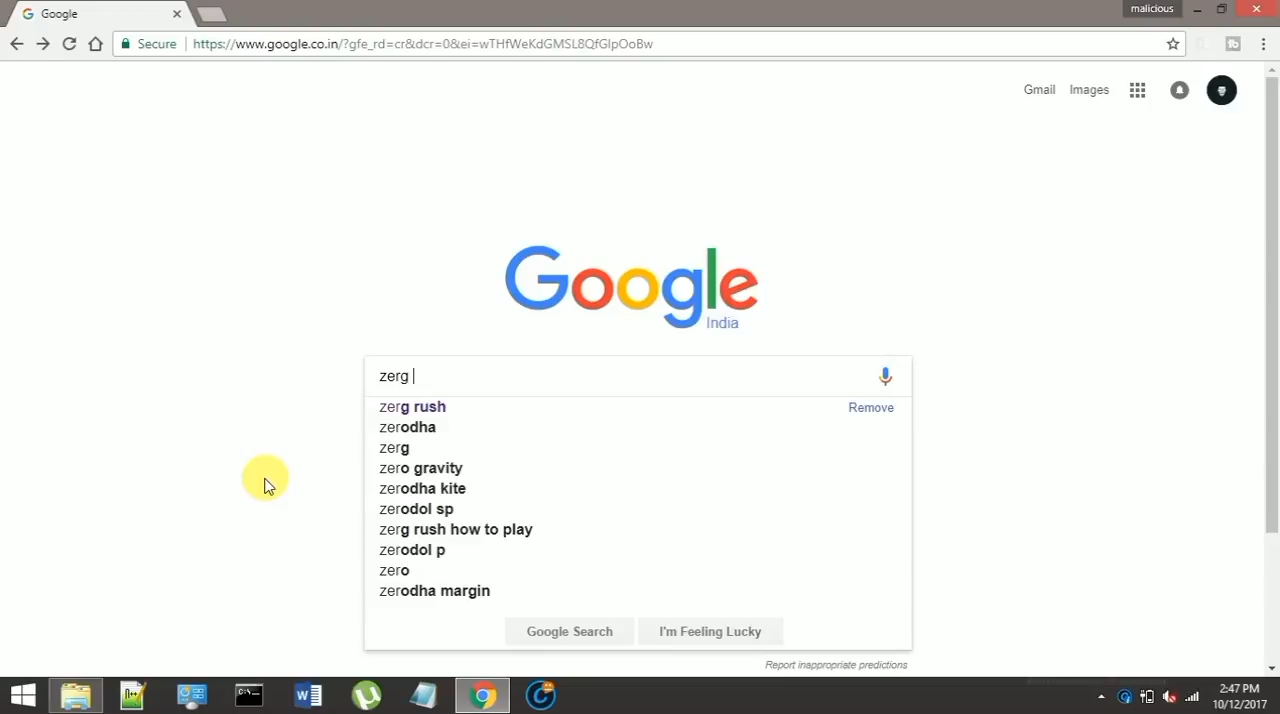 Google
malicious
Secure
https://www.google.co.in/?gfe_rd=cr&dcr=0&ei=wTHfWeKdGMSL8QfGlpOoBw
Gmail
Images
Google
India
zerg
zerg rush
Remove
zerodha
zerg
zero gravity
zerodha kite
zerodol sp
zerg rush how to play
zerodol p
zero
zerodha margin
Google Search
I'm Feeling Lucky
Report inappropriate predictions
2:47 PM
10/12/2017